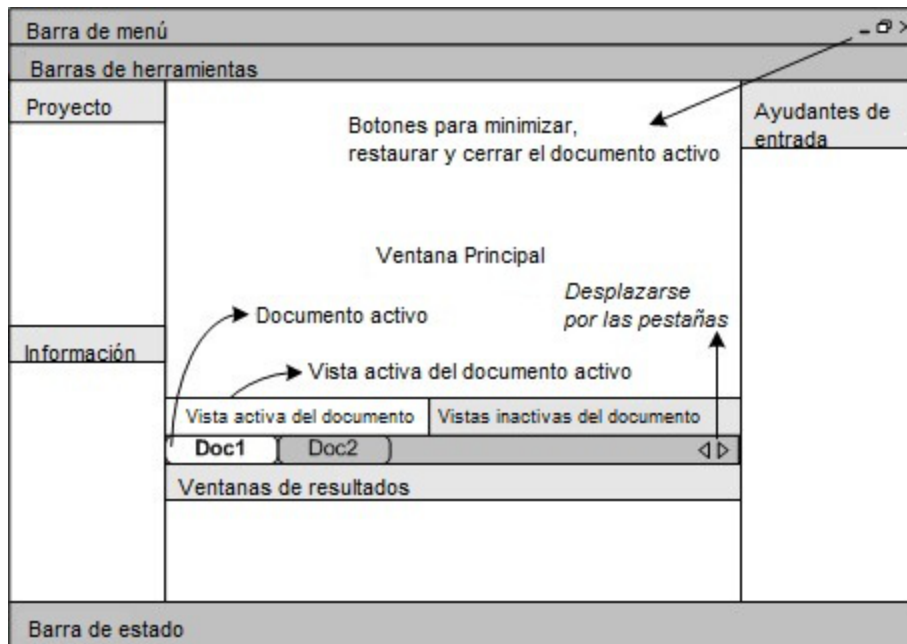 Barra de menú
Barras de herramientas
Proyecto
Botones para minimizar,
restaurar y cerrar el documento activo
Ayudantes de
entrada
Ventana Principal
Desplazarse
por las pestañas
Documento activo
Información
Vista activa del documento activo
Vista activa del documento
Vistas inactivas del documento
Doc1
Doc2
Ventanas de resultados
Barra de estado